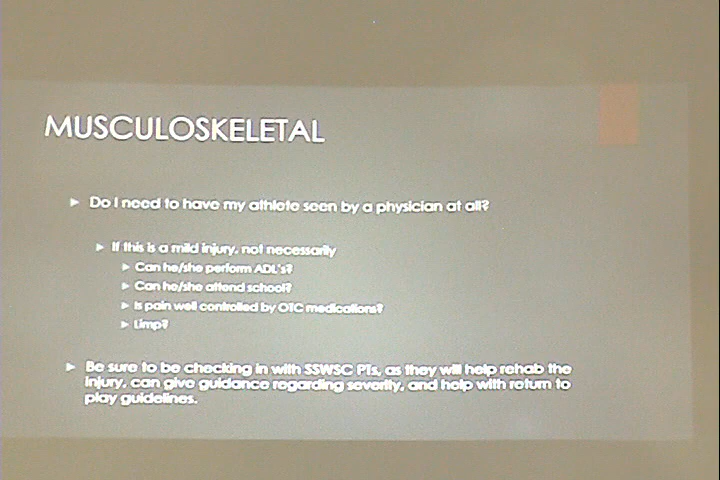 MUSCULOSKELETAL
Do I need to have my athlete seen by a physician at all?
If this is a mild injury, not necessarily
Can he/she perform ADL's?
Can he/she attend school?
Is pain well controlled by OTC medications?
Limp?
Be sure to be checking in with SSWSC PTs, as they will help rehab the
injury, can give guidance regarding severity, and help with return to
play guidelines.